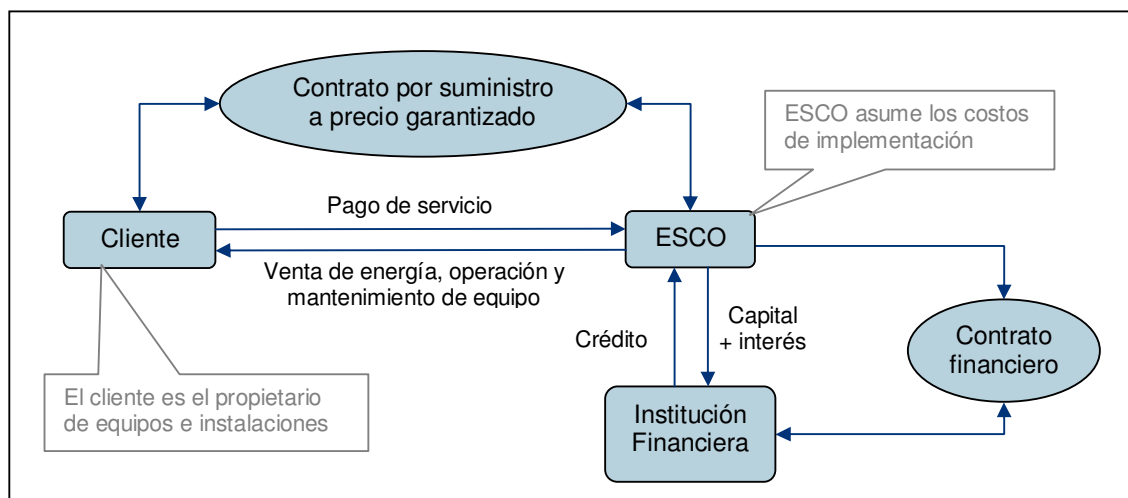 Contrato por suministro
a precio garantizado
ESCO asume los costos
de implementación
Pago de servicio
Cliente
ESCO
Venta de energía, operación y
mantenimiento de equipo
Crédito
Capital
+ interés
Contrato
financiero
El cliente es el propietario
de equipos e instalaciones
Institución
Financiera